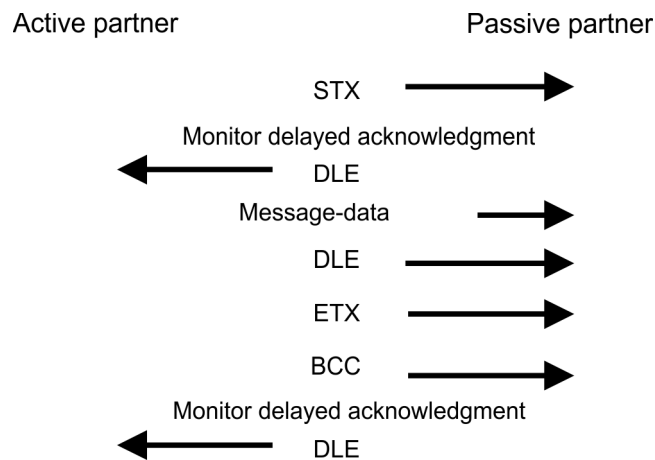 Active partner Passive partner
STX
Monitor delayed acknowledgment
DLE
Message-data
DLE
ETX
BCC
Monitor delayed acknowledgment
DLE